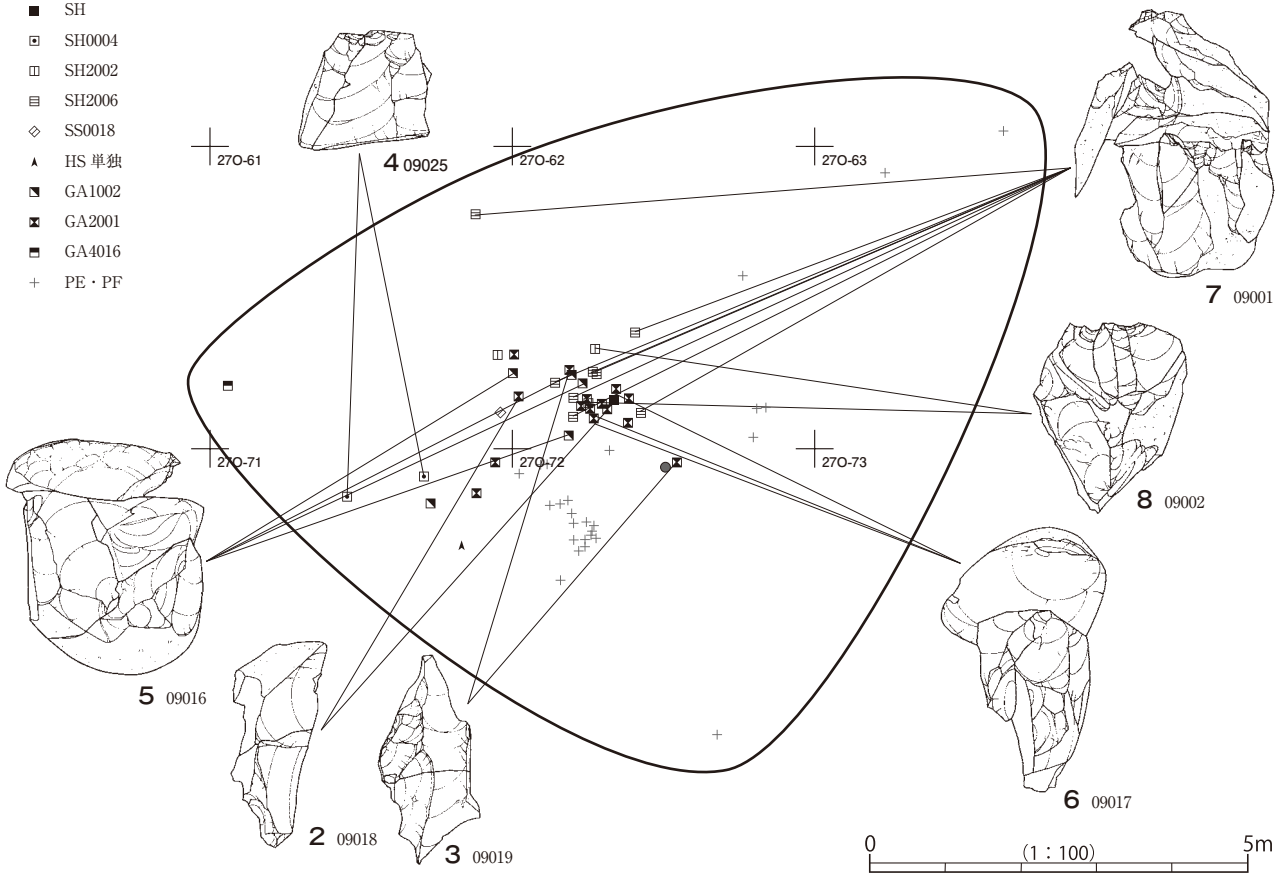 SH
SH0004
SH2002
SH2006
SS0018
HS 単独
GA1002
GA2001
GA4016
PE・PF
4 09025
27O-61
27O-62
27O-63
7 09001
27O-71
27O-72
27O-73
8 09002
5 09016
6 09017
2 09018
3 09019
0
(1：100)
5m